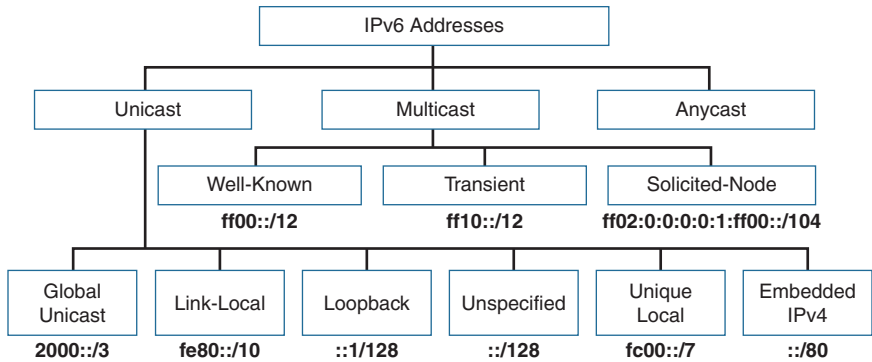 IPv6 Addresses
Unicast
Multicast
Anycast
Well-Known
Transient
Solicited-Node
ff00::/12
ff10::/12
ff02:0:0:0:0:1:ff00::/104
Global
Unicast
Link-Local
Loopback
Unspecified
Unique
Local
Embedded
IPv4
2000::/3
fe80::/10
::1/128
::/128
fc00::/7
::/80